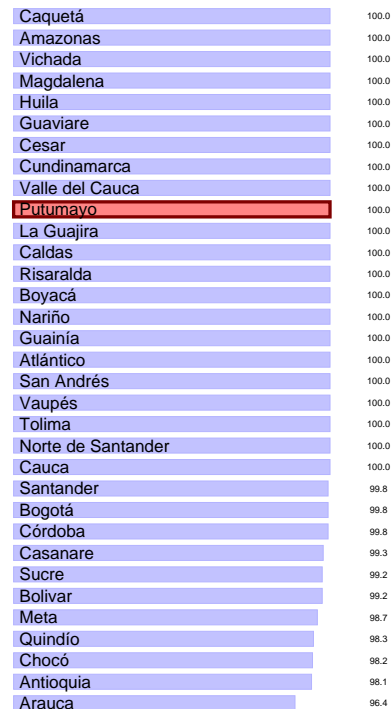 Caquetá 100.0
Amazonas 100.0
Vichada 100.0
Magdalena 100.0
Huila 100.0
Guaviare 100.0
Cesar 100.0
Cundinamarca 100.0
Valle del Cauca 100.0
Putumayo 100.0
La Guajira 100.0
Caldas 100.0
Risaralda 100.0
Boyacá 100.0
Nariño 100.0
Guainía 100.0
Atlántico 100.0
San Andrés 100.0
Vaupés 100.0
Tolima 100.0
Norte de Santander 100.0
Cauca 100.0
Santander 99.8
Bogotá 99.8
Córdoba 99.8
Casanare 99.3
Sucre 99.2
Bolivar 99.2
Meta 98.7
Quindío 98.3
Chocó 98.2
Antioquia 98.1
Arauca 96.4